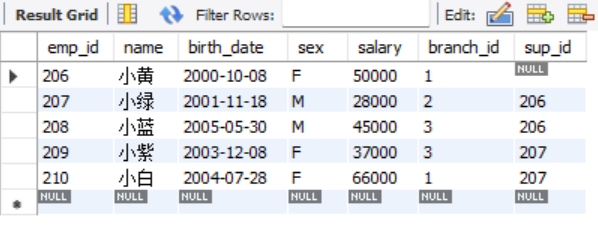 Result Grid Filter Rows: Edit:
emp_id name birth_date sex salary branch_id sup_id
206 小黄 2000-10-08 F 50000 1 NULL
207 小绿 2001-11-18 M 28000 2 206
208 小蓝 2005-05-30 M 45000 3 206
209 小紫 2003-12-08 F 37000 3 207
210 小白 2004-07-28 F 66000 1 207
NULL NULL NULL NULL NULL NULL NULL